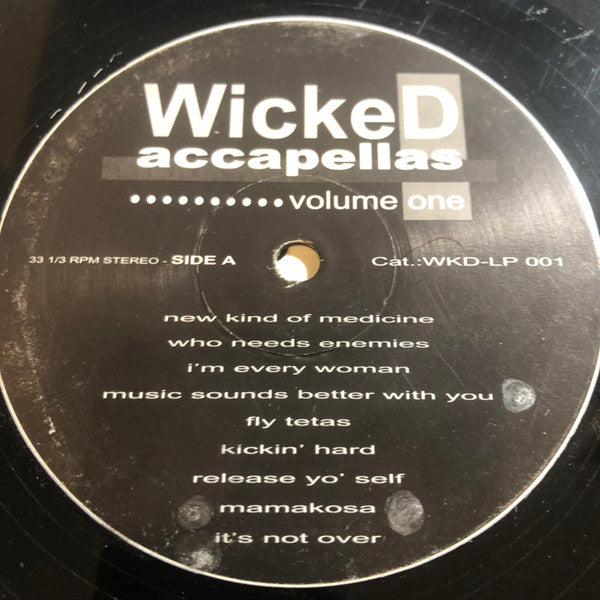 WickeD
accapellas
..........volume one
33 1/3 RPM STEREO - SIDE A
Cat.:WKD-LP 001
new kind of medicine
who needs enemies
i'm every woman
music sounds better with you
fly tetas
kickin' hard
release yo' self
mamakosa
it's not over